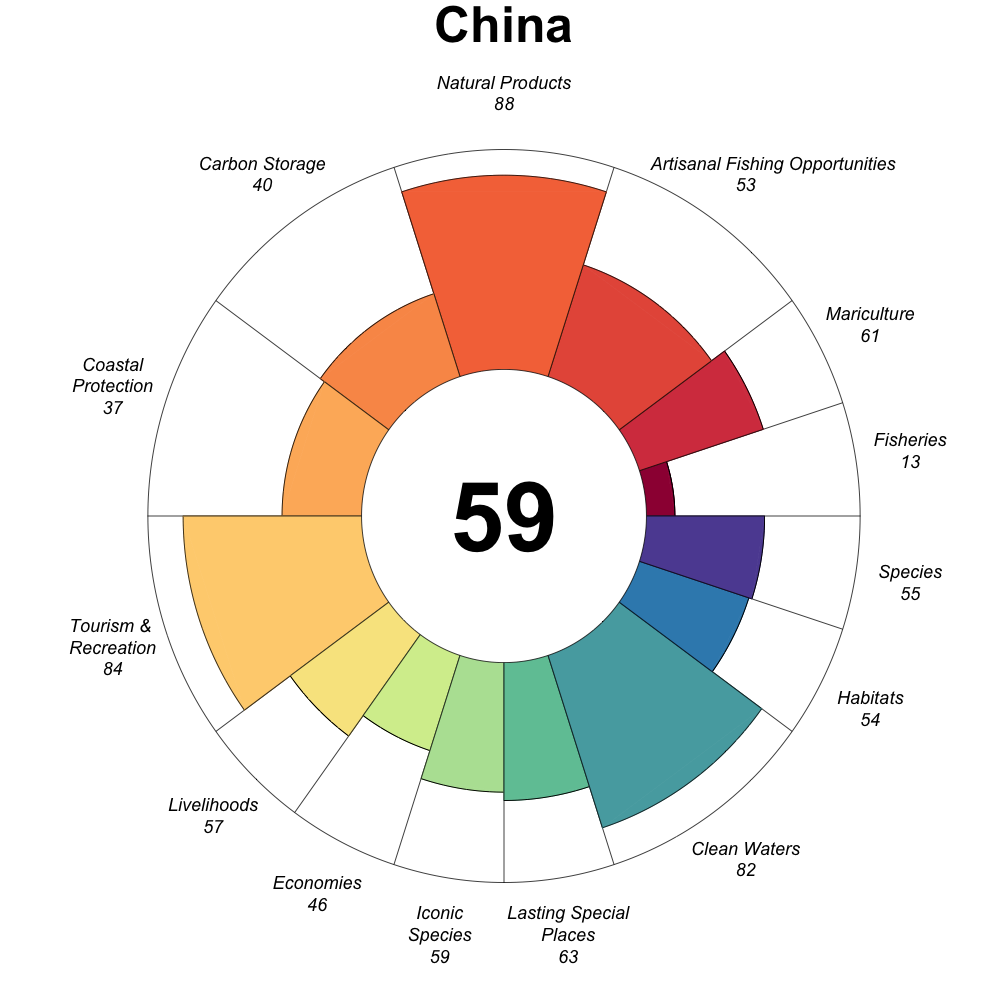 China
Natural Products
88
Carbon Storage
40
Artisanal Fishing Opportunities
53
Mariculture
61
Coastal
Protection
37
Fisheries
13
59
Species
55
Tourism &
Recreation
84
Habitats
54
Livelihoods
57
Clean Waters
82
Economies
46
Iconic
Species
59
Lasting Special
Places
63